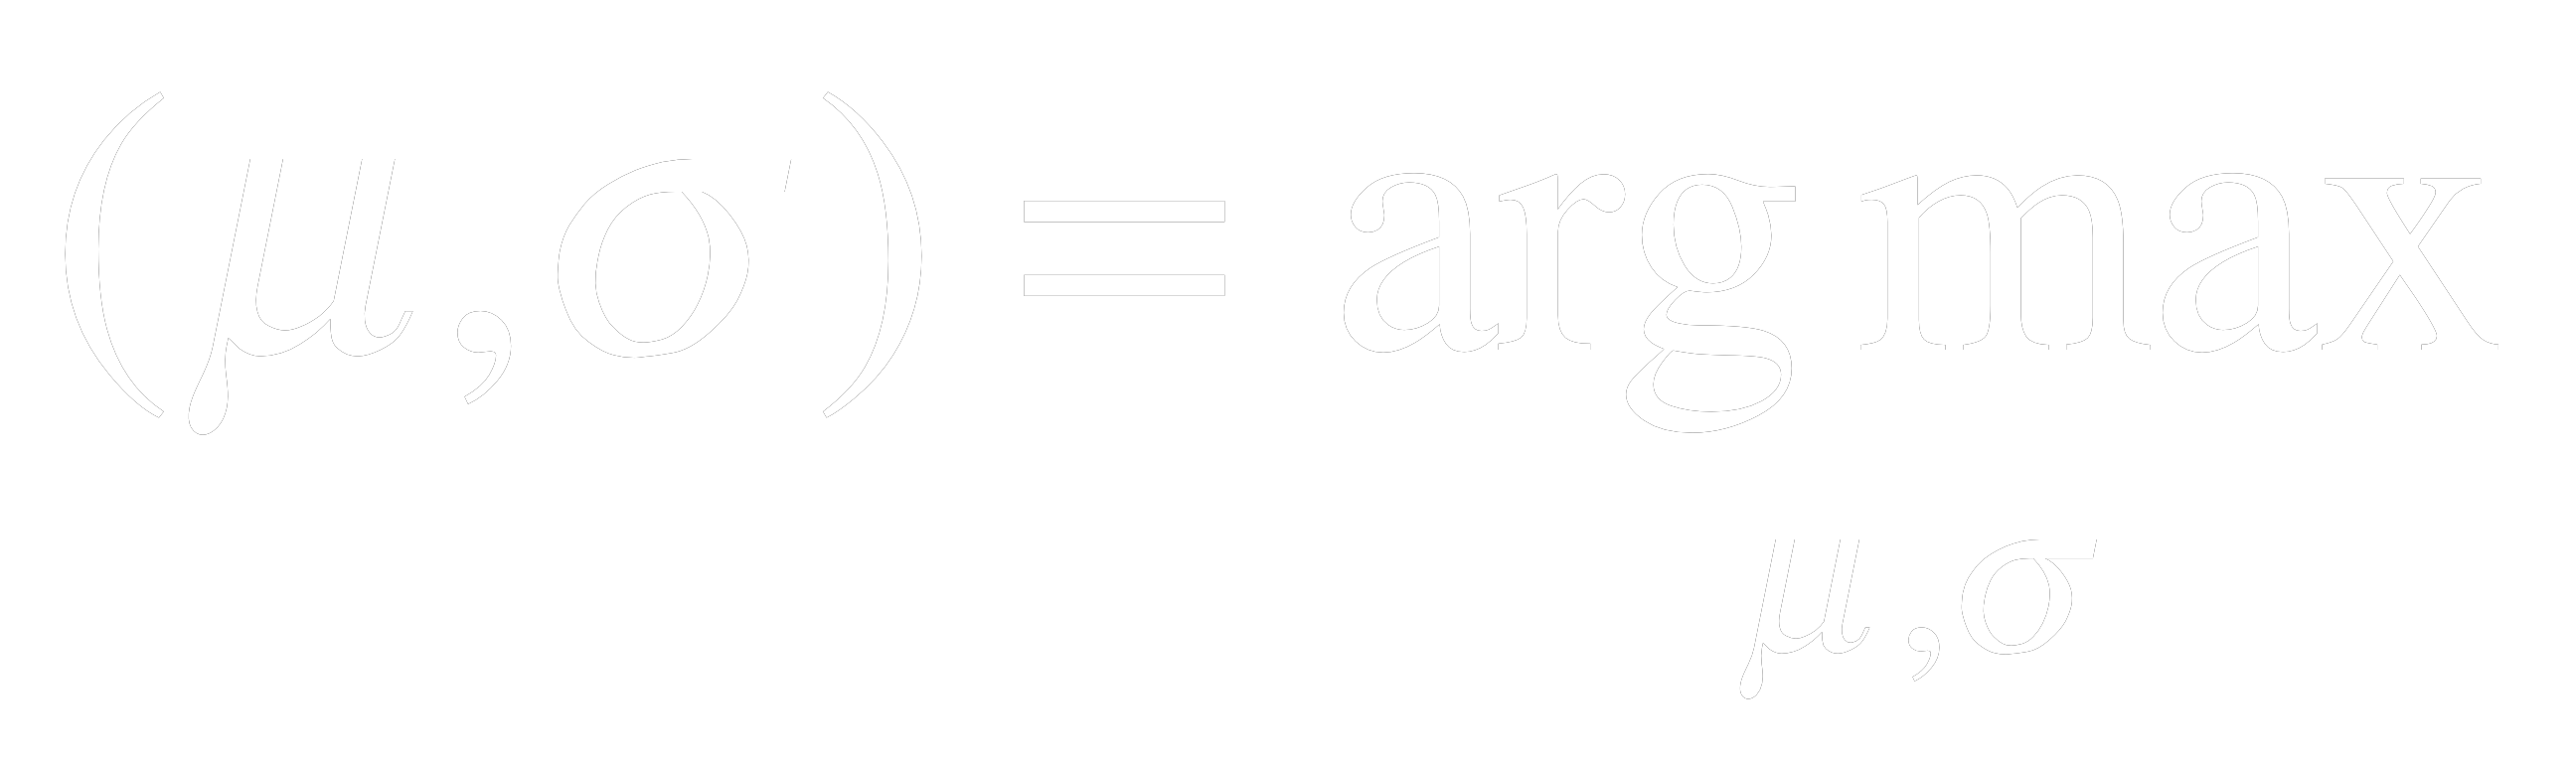 (μ, σ) = arg max
μ, σ